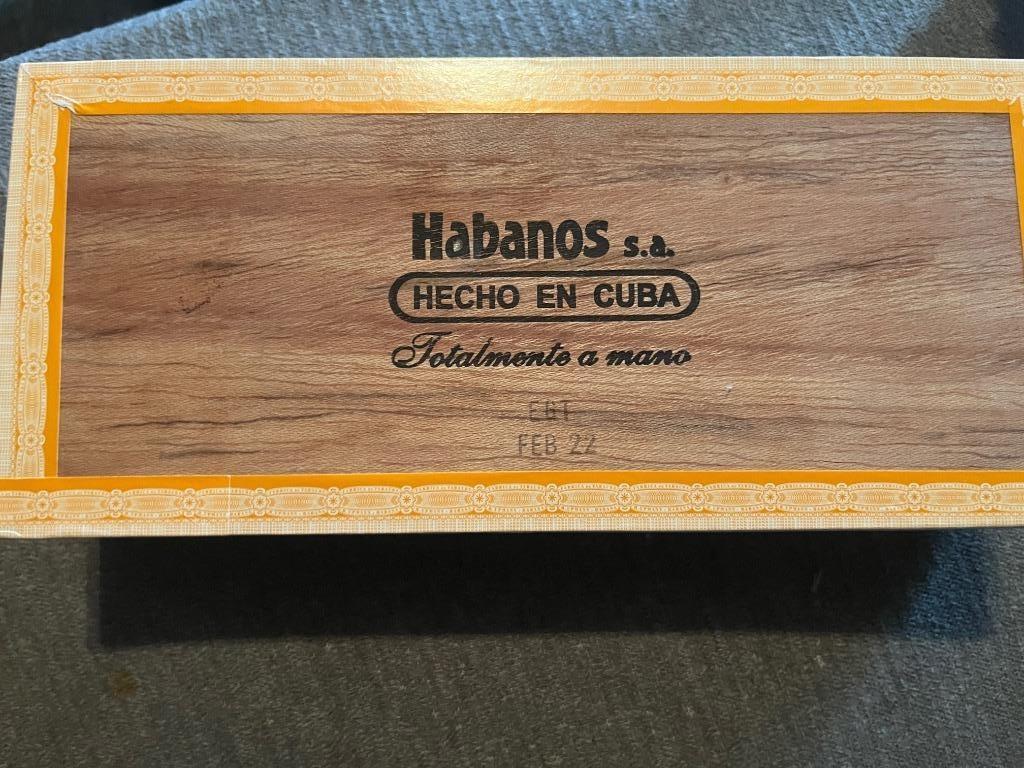 Habanos s.a.
HECHO EN CUBA
Totalmente a mano
EGT
FEB 22